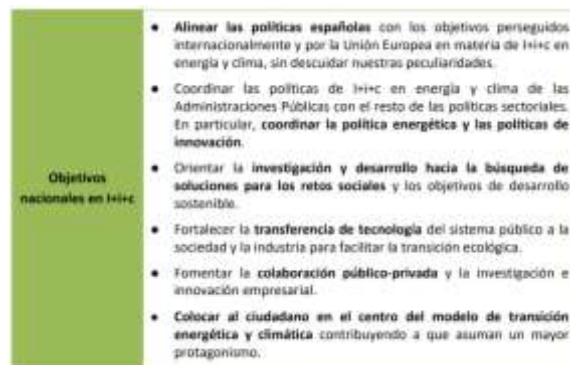 Objetivos
nacionales en I+i+c
● Alinear las políticas españolas con los objetivos perseguidos
internacionalmente y por la Unión Europea en materia de I+i+c en
energía y clima, sin descuidar nuestras peculiaridades.
● Coordinar las políticas de I+i+c en energía y clima de las
Administraciones Públicas con el resto de las políticas sectoriales.
En particular, coordinar la política energética y las políticas de
innovación.
● Orientar la investigación y desarrollo hacia la búsqueda de
soluciones para los retos sociales y los objetivos de desarrollo
sostenible.
● Fortalecer la transferencia de tecnología del sistema público a la
sociedad y la industria para facilitar la transición ecológica.
● Fomentar la colaboración público-privada y la investigación e
innovación empresarial.
● Colocar al ciudadano en el centro del modelo de transición
energética y climática contribuyendo a que asuman un mayor
protagonismo.